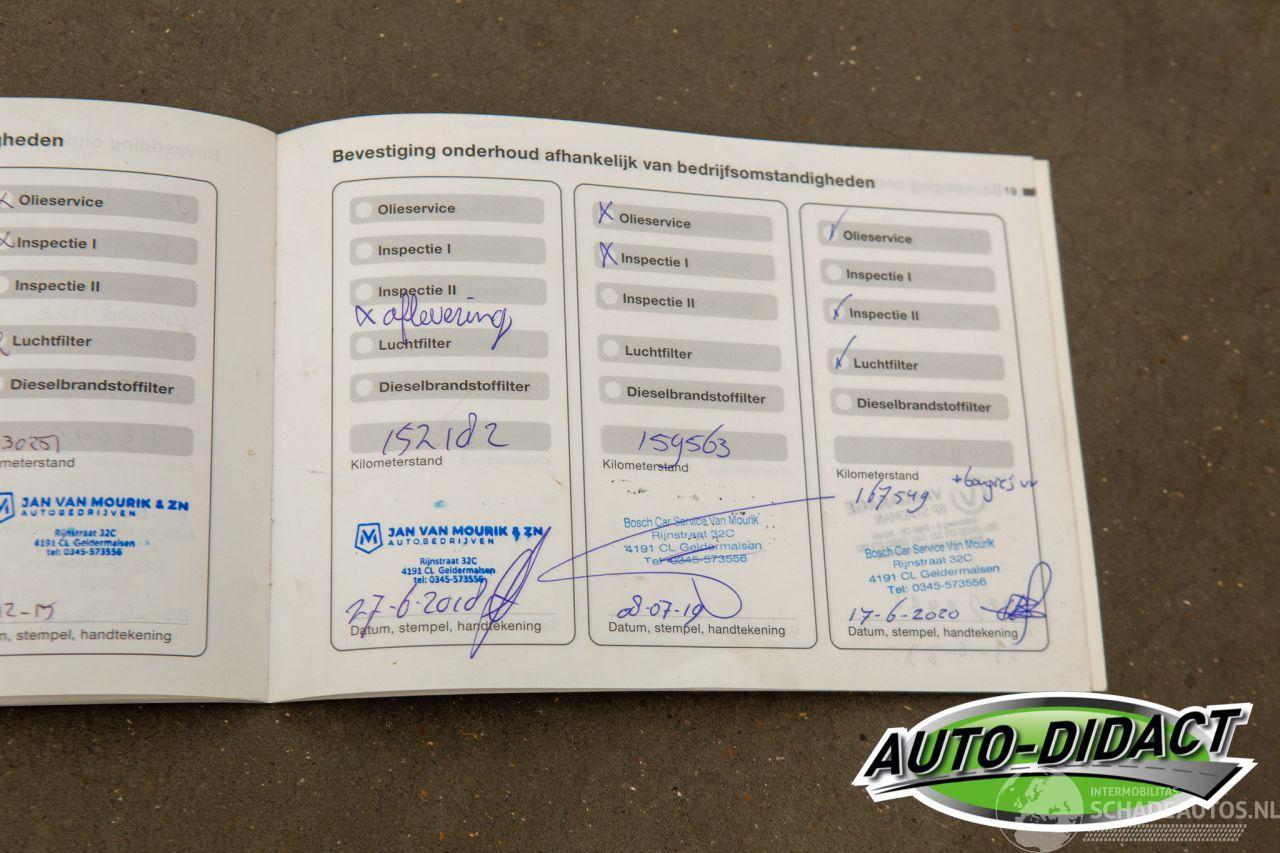 gheden
Olieservice
Inspectie I
Inspectie II
Luchtfilter
Dieselbrandstoffilter
30251
meterstand
JAN VAN MOURIK & ZN
AUTOBEDRIJVEN
Rijnstraat 32C
4191 CL Geldermalsen
tel: 0345-573556
n, stempel, handtekening
Bevestiging onderhoud afhankelijk van bedrijfsomstandigheden
19
Olieservice
Inspectie I
Inspectie II
x aflevering
Luchtfilter
Dieselbrandstoffilter
152182
Kilometerstand
JAN VAN MOURIK & ZN
AUTOBEDRIJVEN
Rijnstraat 32C
4191 CL Geldermalsen
tel: 0345-573556
27-6-2018
Datum, stempel, handtekening
X Olieservice
X Inspectie I
Inspectie II
Luchtfilter
Dieselbrandstoffilter
159563
Kilometerstand
Bosch Car Service Van Mourik
Rijnstraat 32C
4191 CL Geldermalsen
Tel: 0345-573556
08-07-19
Datum, stempel, handtekening
Olieservice
Inspectie I
Inspectie II
Luchtfilter
Dieselbrandstoffilter
Kilometerstand
167549
Bosch Car Service Van Mourik
Rijnstraat 32C
4191 CL Geldermalsen
Tel: 0345-573556
17-6-2020
Datum, stempel, handtekening
AUTO-DIDACT
INTERMOBILITAS
SCHADEAUTOS.NL